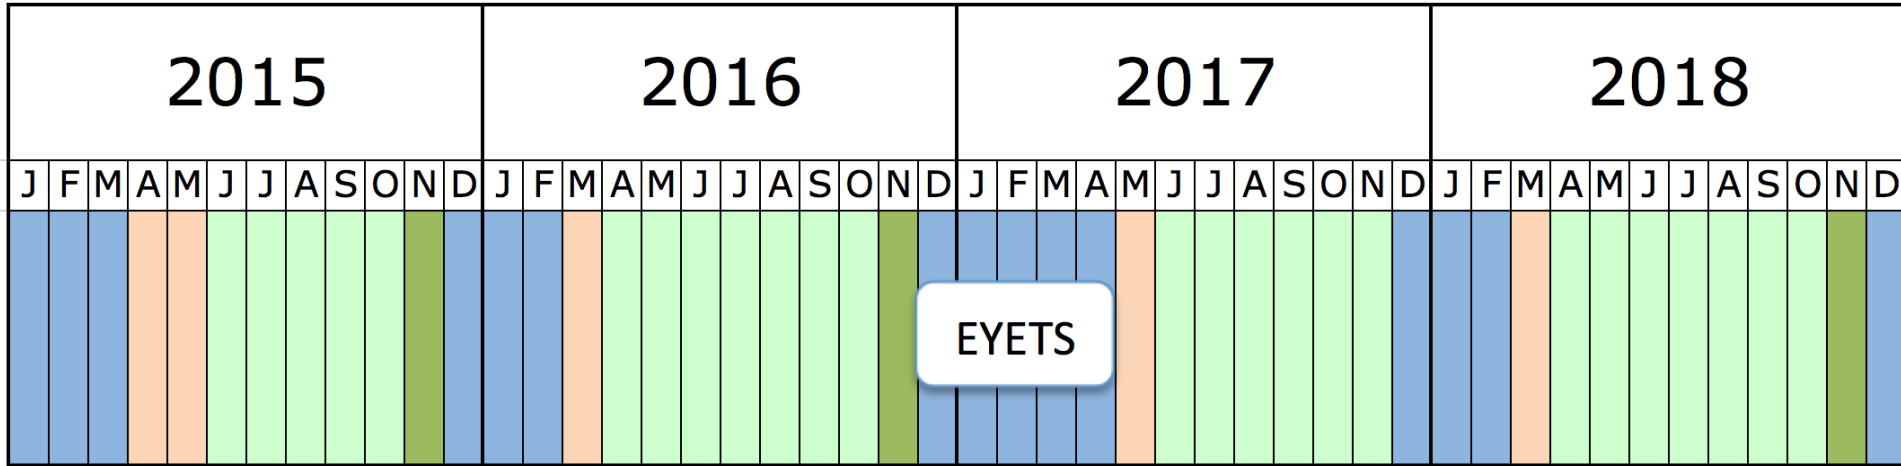 2015 2016 2017 2018
J F M A M J J A S O N D J F M A M J J A S O N D J F M A M J J A S O N D J F M A M J J A S O N D
EYETS